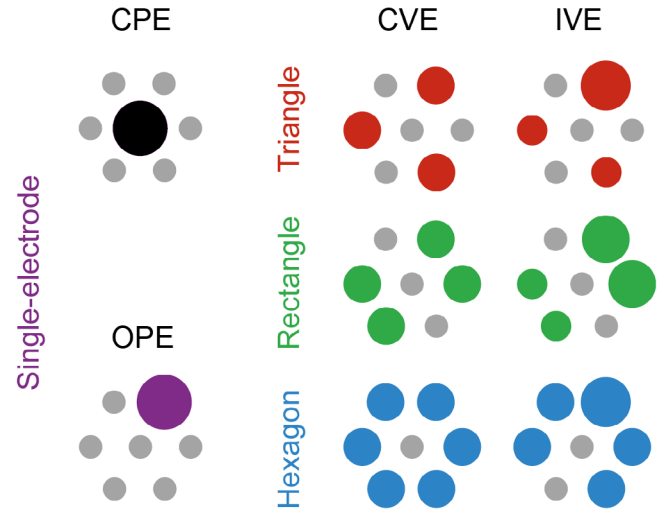 CPE
CVE
IVE
Triangle
Single-electrode
Rectangle
OPE
Hexagon